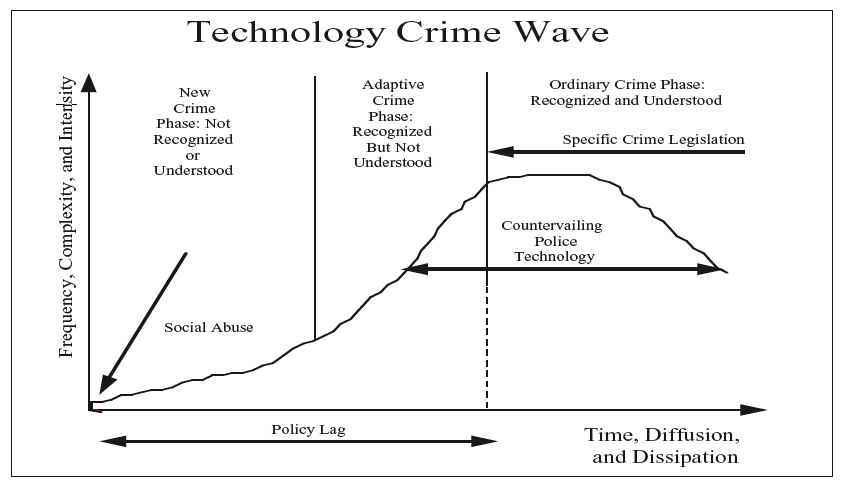 Technology Crime Wave
Frequency, Complexity, and Intensity
New
Crime
Phase: Not
Recognized
or
Understood
Adaptive
Crime
Phase:
Recognized
But Not
Understood
Ordinary Crime Phase:
Recognized and Understood
Specific Crime Legislation
Countervailing
Police
Technology
Social Abuse
Policy Lag
Time, Diffusion,
and Dissipation